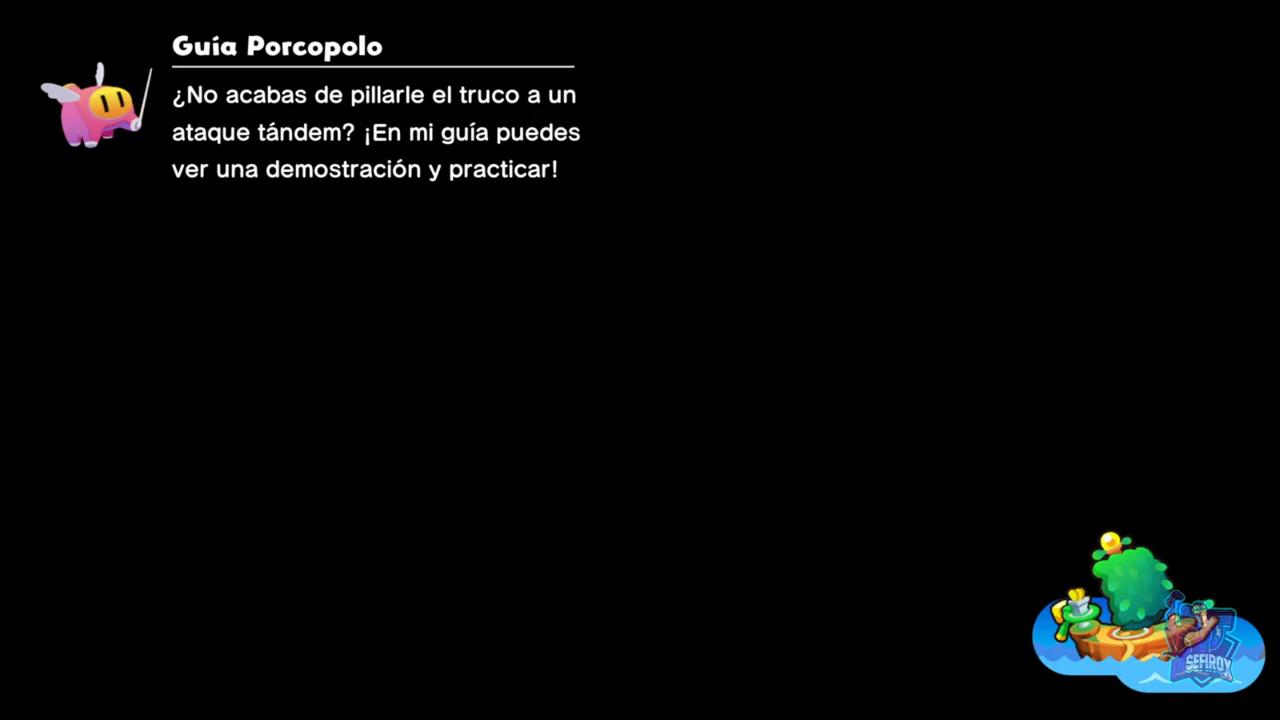 Guía Porcopolo
¿No acabas de pillarle el truco a un
ataque tándem? ¡En mi guía puedes
ver una demostración y practicar!
SEFIROX